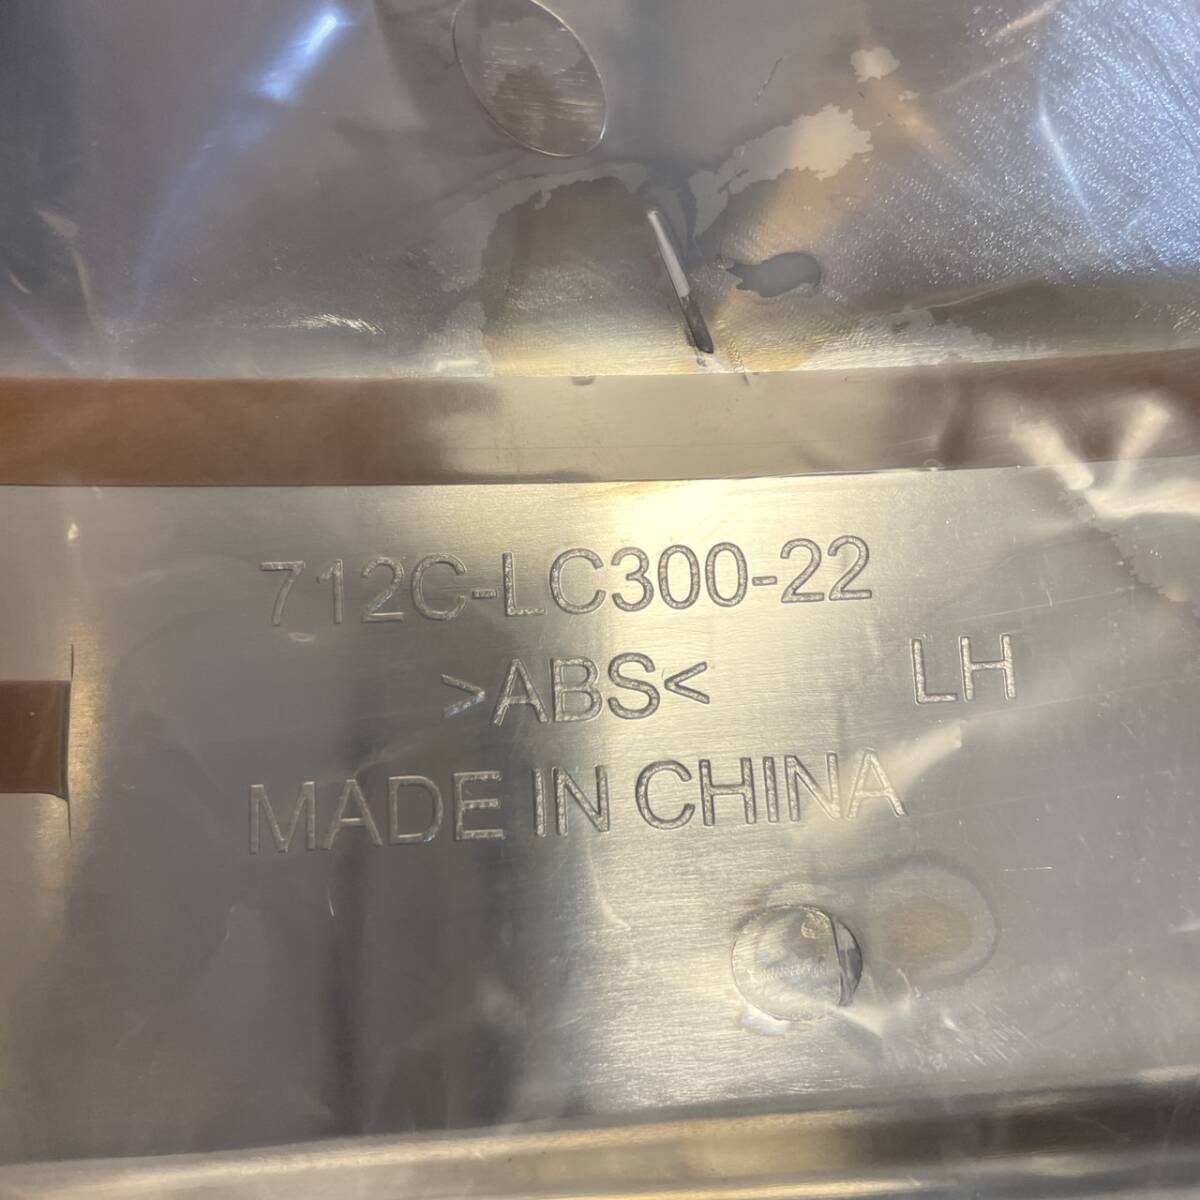 712C-LC300-22
>ABS< LH
MADE IN CHINA